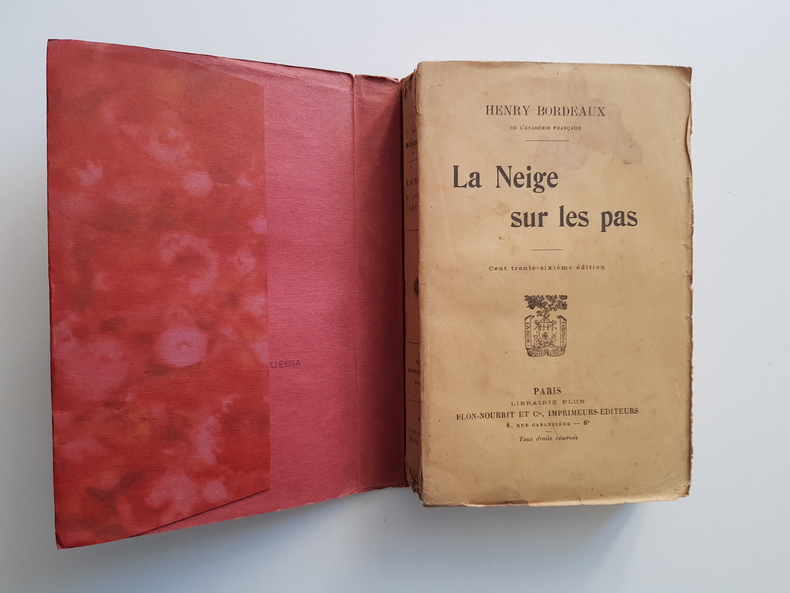 HENRY BORDEAUX
DE L'ACADÉMIE FRANÇAISE
La Neige
sur les pas
Cent trente-sixième édition
PARIS
LIBRAIRIE PLON
PLON-NOURRIT ET Cie, IMPRIMEURS-ÉDITEURS
8, RUE GARANCIÈRE — 6e
Tous droits réservés